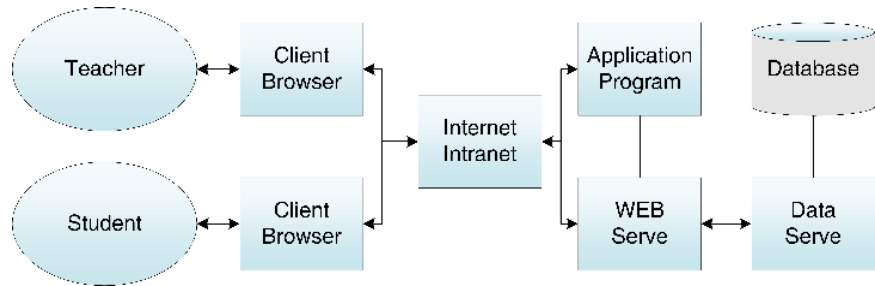 Teacher
Client
Browser
Internet
Intranet
Application
Program
Database
Student
Client
Browser
WEB
Serve
Data
Serve